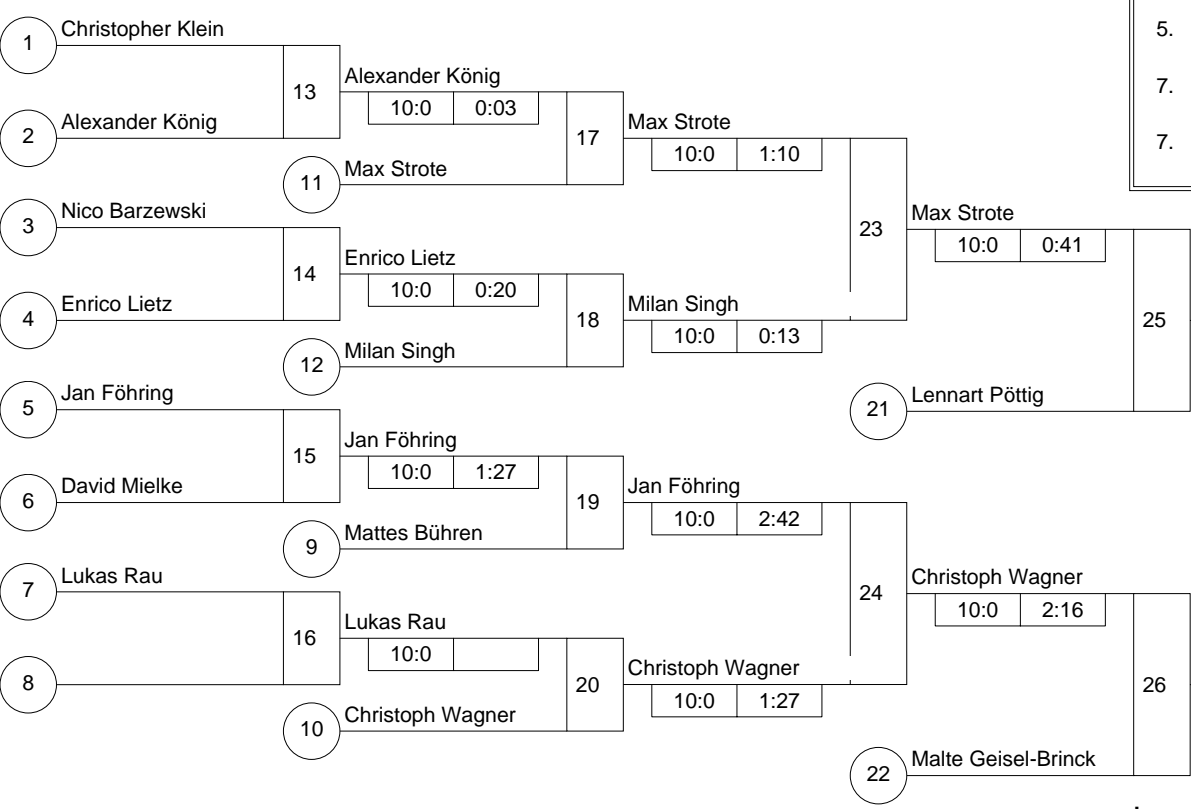 Christopher Klein
5.
1
Alexander König
13
7.
10:0 0:03
Alexander König
Max Strote
2
17
7.
10:0 1:10
Max Strote
11
Nico Barzewski
Max Strote
3
23
10:0 0:41
Enrico Lietz
14
10:0 0:20
Enrico Lietz
Milan Singh
4
18
25
10:0 0:13
Milan Singh
12
Jan Föhring
Lennart Pöttig
5
21
Jan Föhring
15
10:0 1:27
David Mielke
Jan Föhring
6
19
10:0 2:42
Mattes Bühren
9
Lukas Rau
Christoph Wagner
7
24
10:0 2:16
Lukas Rau
16
10:0
Christoph Wagner
8
20
26
10:0 1:27
Christoph Wagner
10
Malte Geisel-Brinck
22